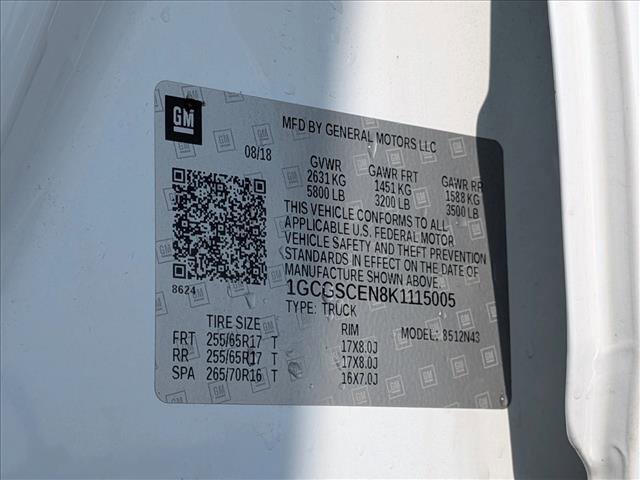 GM
MFD BY GENERAL MOTORS LLC
08/18
GVWR GAWR FRT GAWR RR
2631 KG 1451 KG 1588 KG
5800 LB 3200 LB 3500 LB
THIS VEHICLE CONFORMS TO ALL
APPLICABLE U.S. FEDERAL MOTOR
VEHICLE SAFETY AND THEFT PREVENTION
STANDARDS IN EFFECT ON THE DATE OF
MANUFACTURE SHOWN ABOVE.
8624
1GCGSCEN8K1115005
TYPE: TRUCK
TIRE SIZE RIM MODEL: 8512N43
FRT 255/65R17 T 17X8.0J
RR 255/65R17 T 17X8.0J
SPA 265/70R16 T 16X7.0J